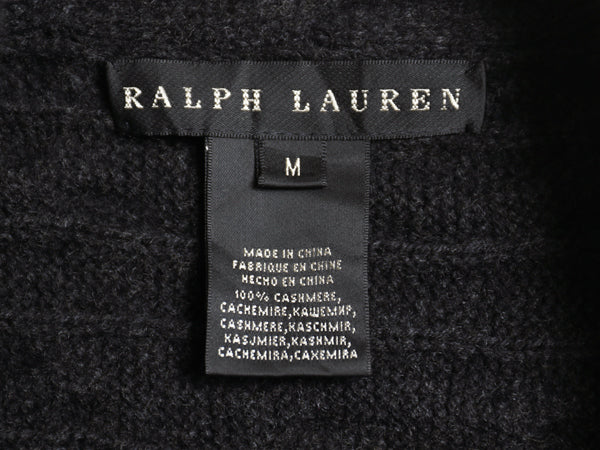 RALPH LAUREN
M
MADE IN CHINA
FABRIQUE EN CHINE
HECHO EN CHINA
100% CASHMERE,
CACHEMIRE,КАШЕМИР,
CASHMERE,KASCHMIR,
KASJMIER,KASHMIR,
CACHEMIRA,CAXEMIRA